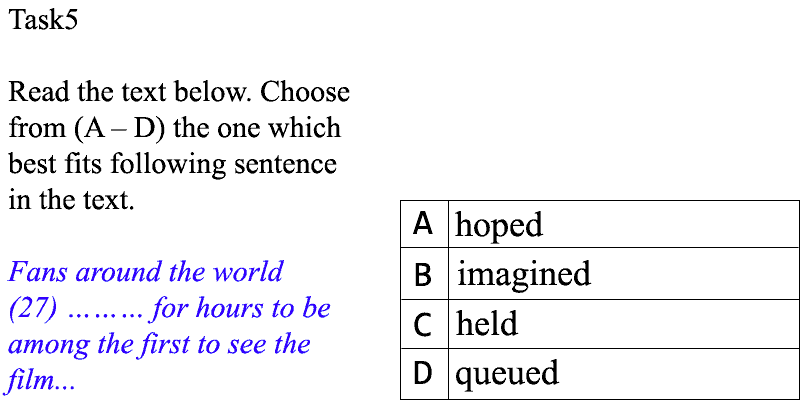 Task5
Read the text below. Choose
from (A – D) the one which
best fits following sentence
in the text.
Fans around the world
(27) ……… for hours to be
among the first to see the
film...
A hoped
B imagined
C held
D queued